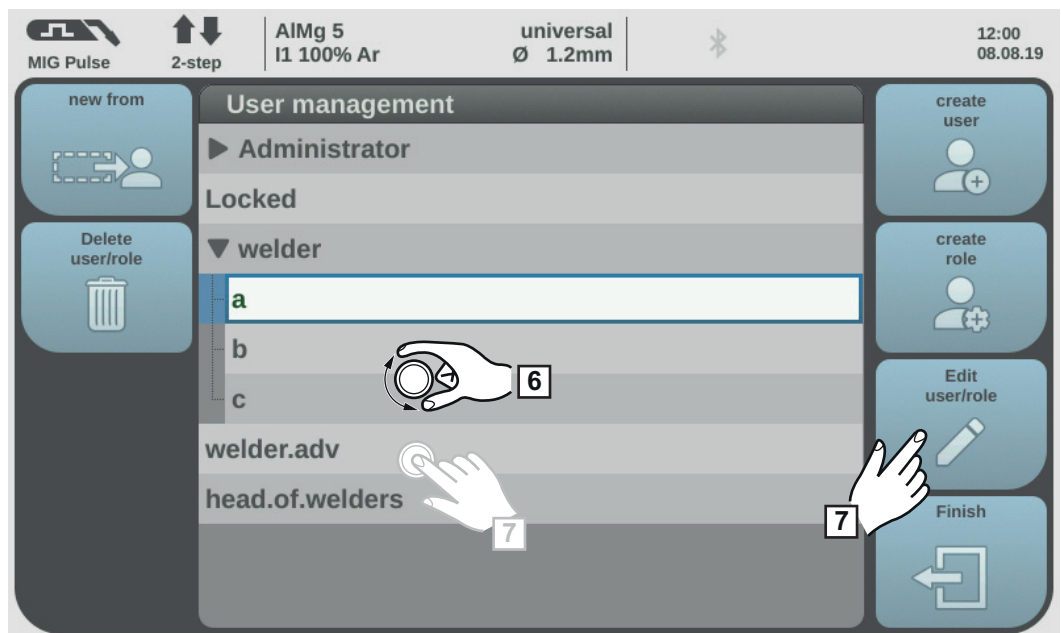 MIG Pulse
2-step
AlMg 5
I1 100% Ar
universal
Ø 1.2mm
12:00
08.08.19
new from
Delete
user/role
User management
Administrator
Locked
welder
a
b
c
6
welder.adv
7
head.of.welders
create
user
create
role
Edit
user/role
7
Finish